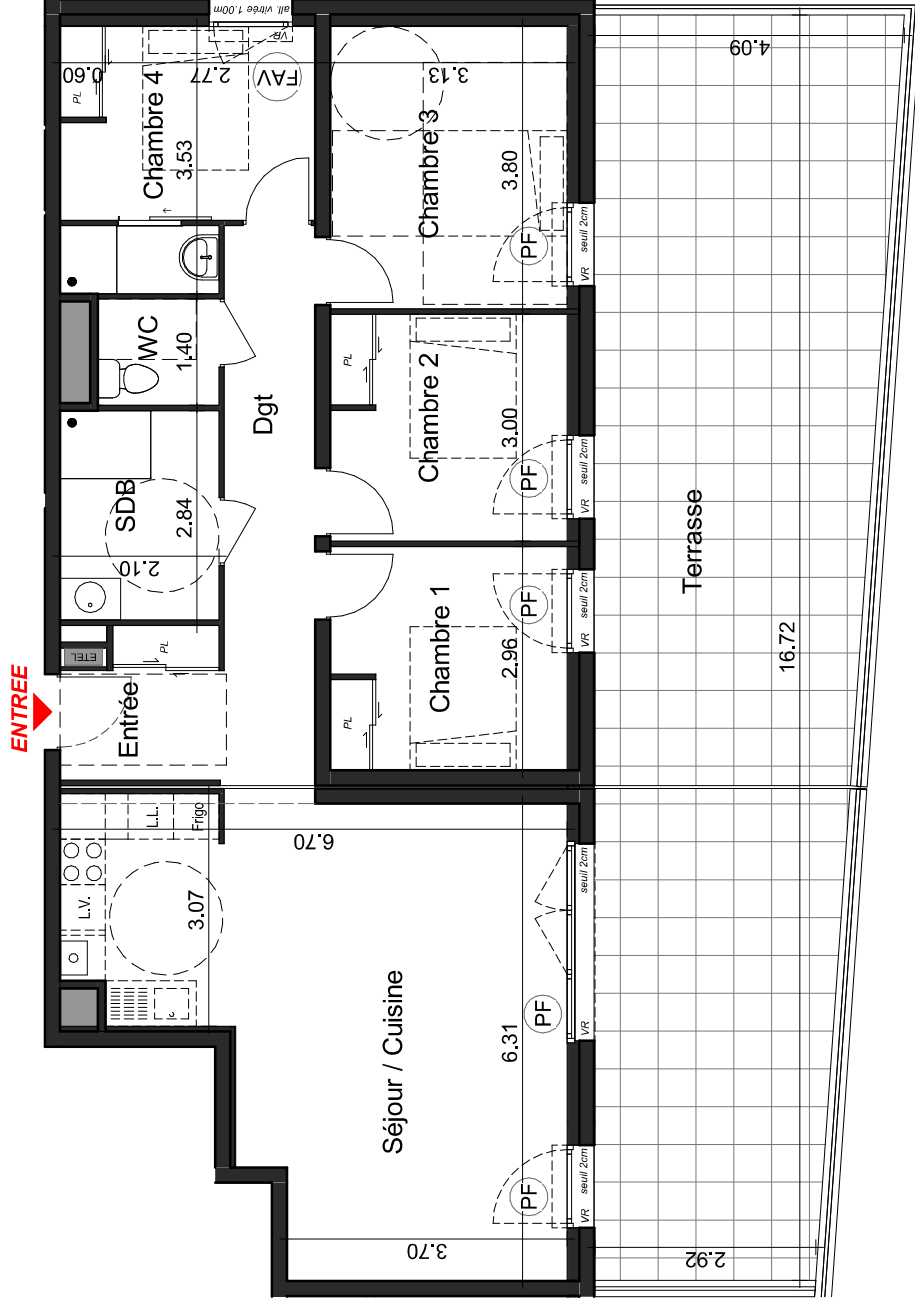 all. vitrée 1.00m
VR
FAV
0.60
2.77
PL
Chambre 4
3.53
3.13
Chambre 3
3.80
PF
VR
seuil 2cm
4.09
WC
1.40
Dgt
PL
Chambre 2
3.00
PF
VR
seuil 2cm
SDB
2.84
2.10
Terrasse
16.72
ETEL
PL
ENTREE
Entrée
PL
Chambre 1
2.96
PF
VR
seuil 2cm
L.L.
Frigo
L.V.
3.07
6.70
Séjour / Cuisine
6.31
PF
VR
seuil 2cm
PF
VR
seuil 2cm
3.70
2.92